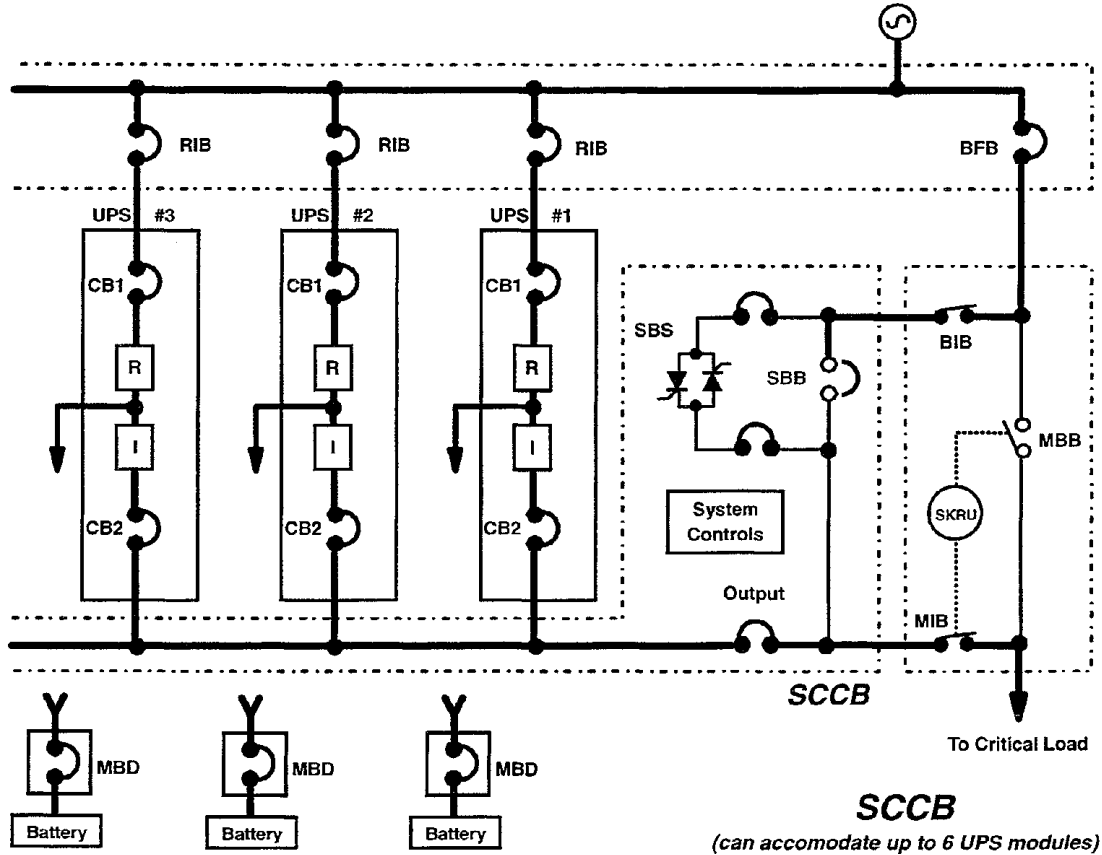 RIB
RIB
RIB
BFB
UPS #3
UPS #2
UPS #1
CB1
CB1
CB1
SBS
BIB
R
R
R
SBB
I
I
I
MBB
SKRU
CB2
CB2
CB2
System
Controls
Output
MIB
SCCB
To Critical Load
MBD
MBD
MBD
Battery
Battery
Battery
SCCB
(can accomodate up to 6 UPS modules)